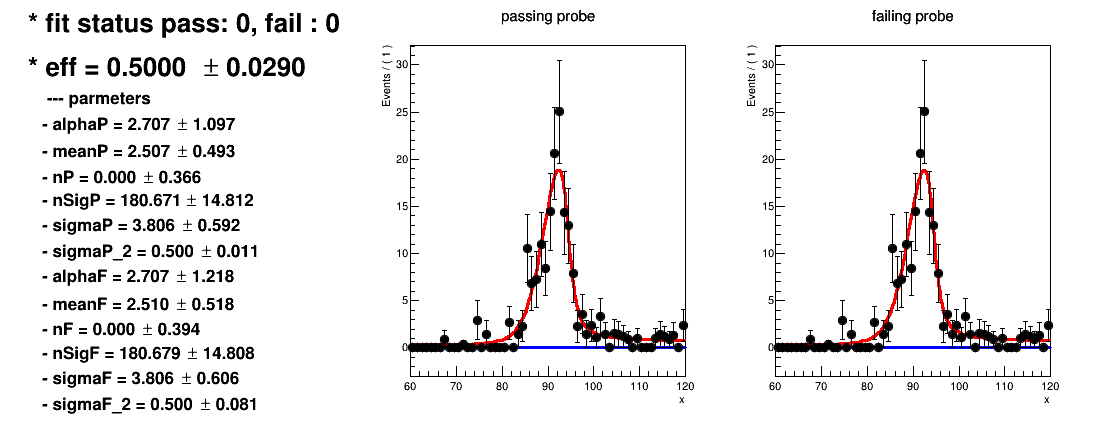 * fit status pass: 0, fail : 0
* eff = 0.5000 ± 0.0290
--- parmeters
- alphaP = 2.707 ± 1.097
- meanP = 2.507 ± 0.493
- nP = 0.000 ± 0.366
- nSigP = 180.671 ± 14.812
- sigmaP = 3.806 ± 0.592
- sigmaP_2 = 0.500 ± 0.011
- alphaF = 2.707 ± 1.218
- meanF = 2.510 ± 0.518
- nF = 0.000 ± 0.394
- nSigF = 180.679 ± 14.808
- sigmaF = 3.806 ± 0.606
- sigmaF_2 = 0.500 ± 0.081
passing probe
Events / ( 1 )
30
25
20
15
10
5
0
60 70 80 90 100 110 120
x
failing probe
Events / ( 1 )
30
25
20
15
10
5
0
60 70 80 90 100 110 120
x